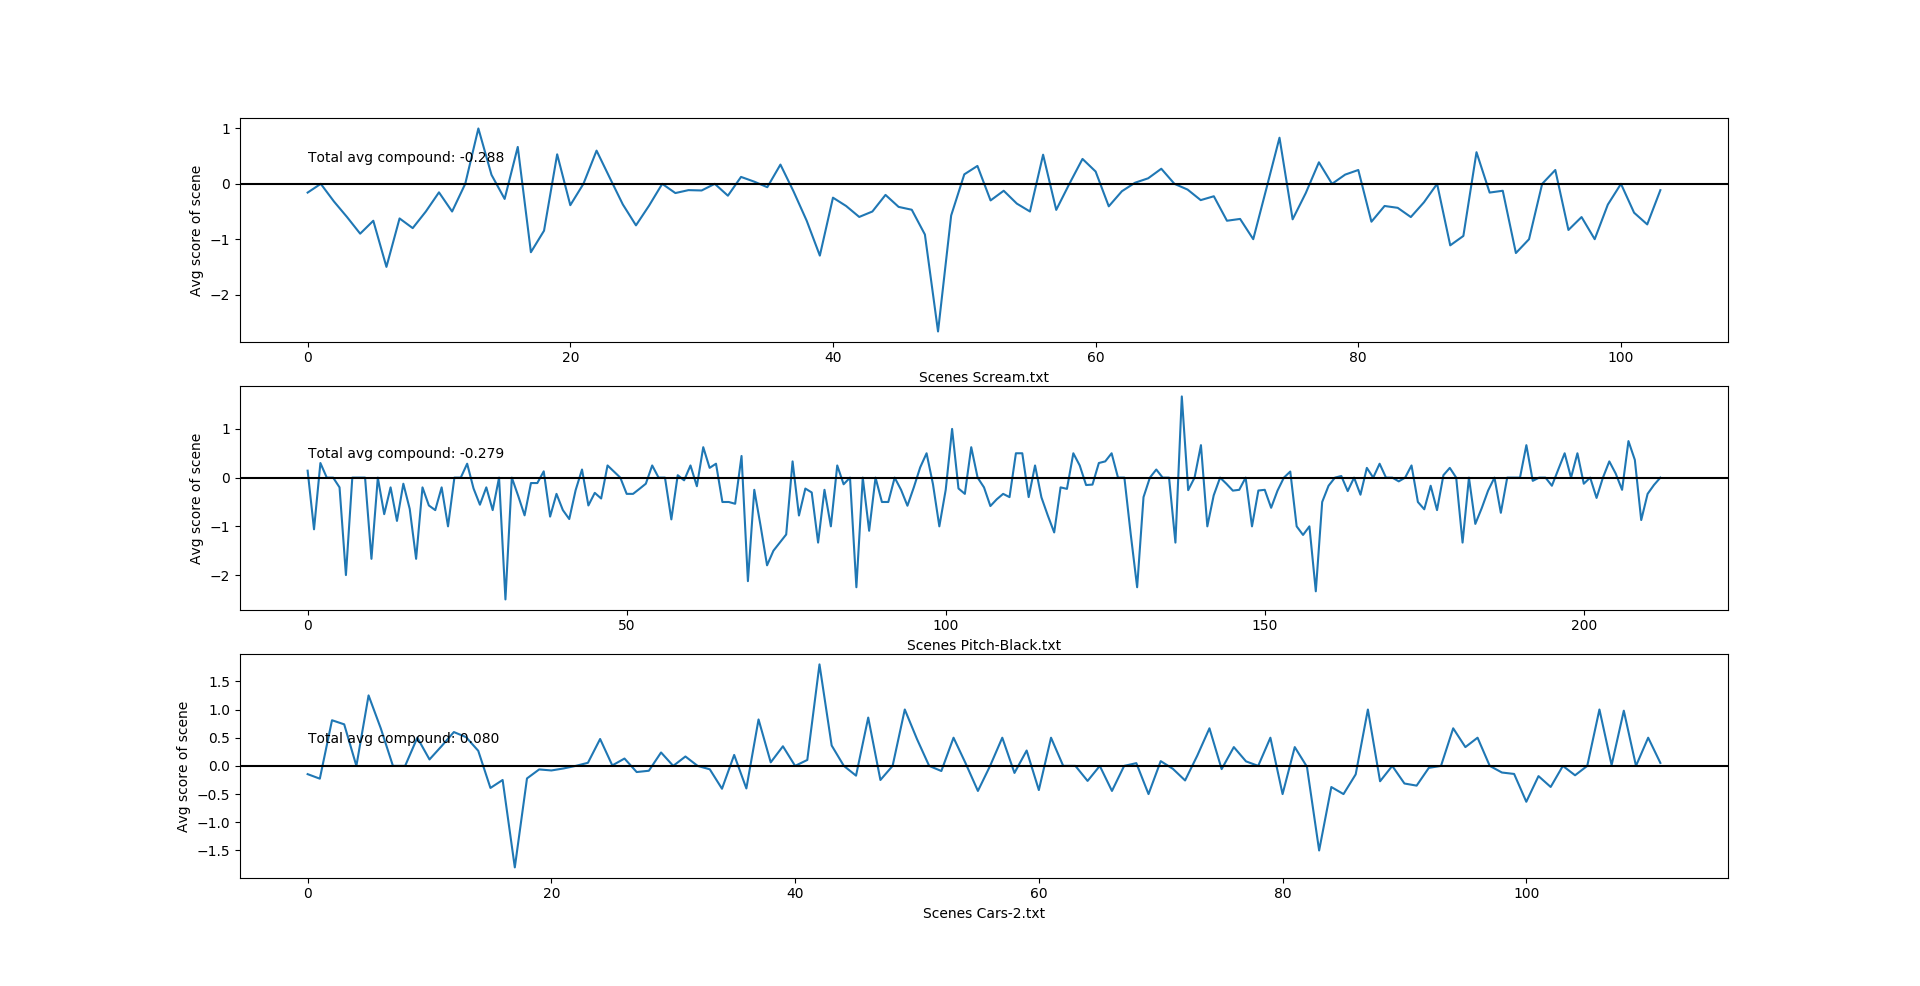 Avg score of scene
1
0
−1
−2
Total avg compound: -0.288
0 20 40 60 80 100
Scenes Scream.txt
Avg score of scene
1
0
−1
−2
Total avg compound: -0.279
0 50 100 150 200
Scenes Pitch-Black.txt
Avg score of scene
1.5
1.0
0.5
0.0
−0.5
−1.0
−1.5
Total avg compound: 0.080
0 20 40 60 80 100
Scenes Cars-2.txt